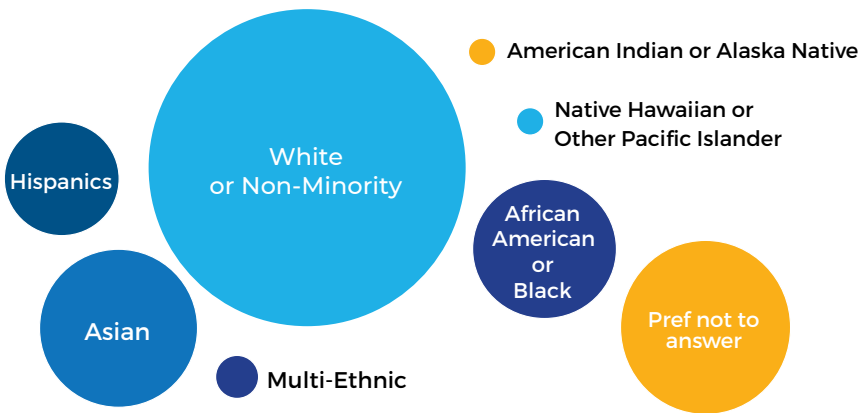 American Indian or Alaska Native
Native Hawaiian or
Other Pacific Islander
White
or Non-Minority
Hispanics
African
American
or
Black
Asian
Pref not to
answer
Multi-Ethnic